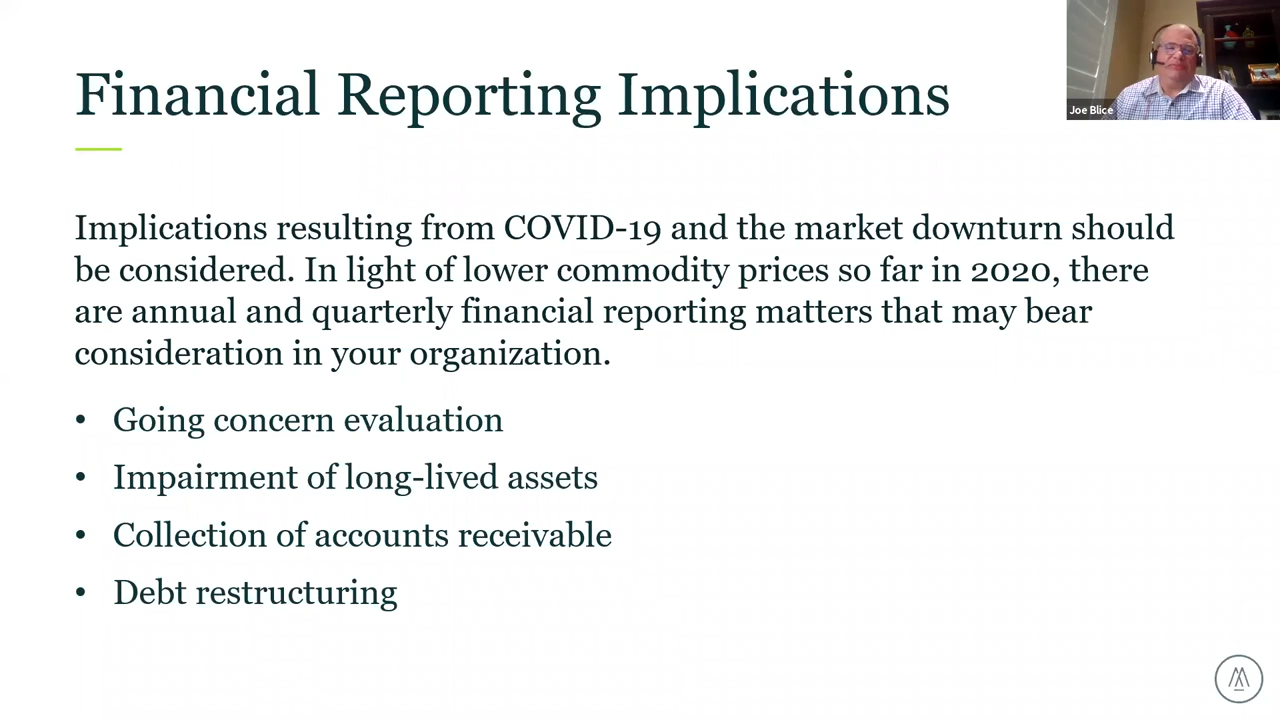 Financial Reporting Implications
Joe Blice
Implications resulting from COVID-19 and the market downturn should
be considered. In light of lower commodity prices so far in 2020, there
are annual and quarterly financial reporting matters that may bear
consideration in your organization.
• Going concern evaluation
• Impairment of long-lived assets
• Collection of accounts receivable
• Debt restructuring